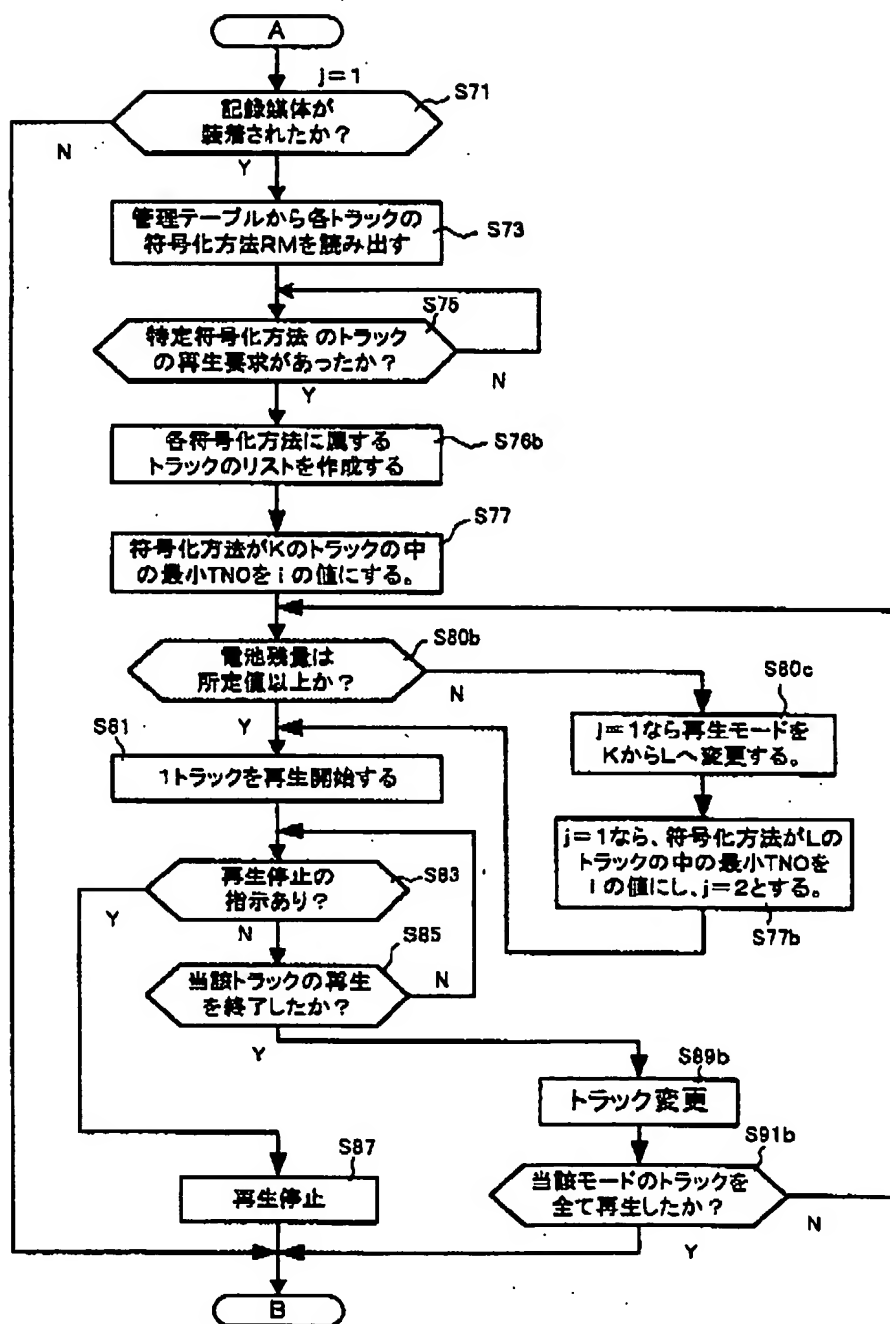 A
j=1
記録媒体が
装着されたか?
S71
N
Y
管理テーブルから各トラックの
符号化方法RMを読み出す
S73
S75
特定符号化方法のトラック
の再生要求があったか?
N
Y
各符号化方法に属する
トラックのリストを作成する
S76b
S77
符号化方法がKのトラックの中
の最小TNOをiの値にする。
S80b
電池残量は
所定値以上か?
N
Y
S80c
j=1なら再生モードを
KからLへ変更する。
S81
1トラックを再生開始する
j=1なら、符号化方法がLの
トラックの中の最小TNOを
iの値にし、j=2とする。
S77b
再生停止の
指示あり?
S83
Y
N
S85
当該トラックの再生
を終了したか?
N
Y
S89b
トラック変更
S91b
当該モードのトラックを
全て再生したか?
N
Y
S87
再生停止
B